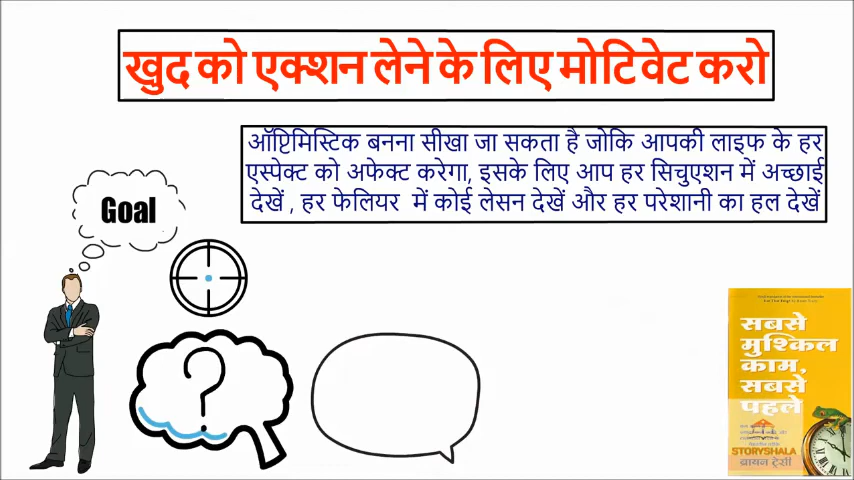 खुद को एक्शन लेने के लिए मोटिवेट करो
ऑप्टिमिस्टिक बनना सीखा जा सकता है जोकि आपकी लाइफ के हर
एस्पेक्ट को अफेक्ट करेगा, इसके लिए आप हर सिचुएशन में अच्छाई
देखें , हर फेलियर में कोई लेसन देखें और हर परेशानी का हल देखें
Goal
?
सबसे
मुश्किल
काम,
सबसे
पहले
STORYSHALA
ब्रायन ट्रेसी